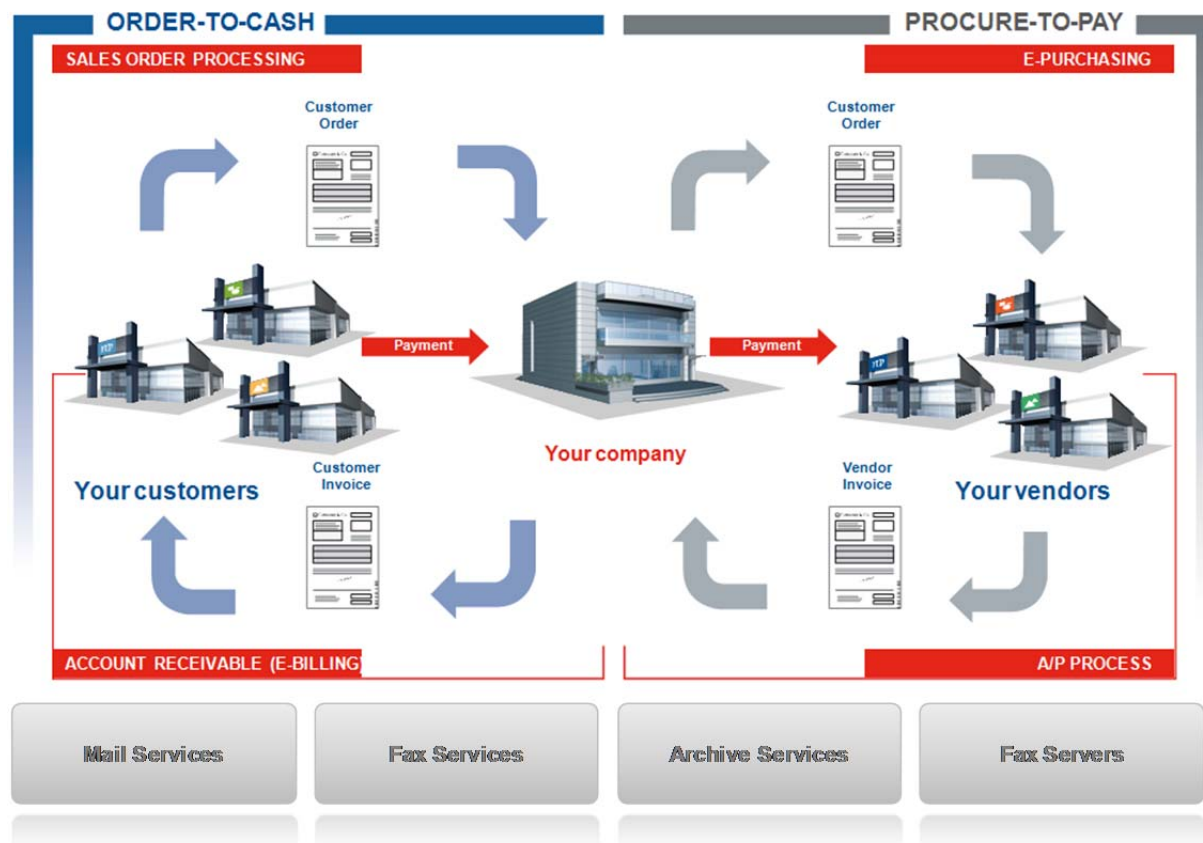 ORDER-TO-CASH
PROCURE-TO-PAY
SALES ORDER PROCESSING
E-PURCHASING
Customer
Order
Customer
Order
Payment
Payment
Your company
Customer
Invoice
Vendor
Invoice
Your customers
Your vendors
ACCOUNT RECEIVABLE (E-BILLING)
A/P PROCESS
Mail Services
Fax Services
Archive Services
Fax Servers